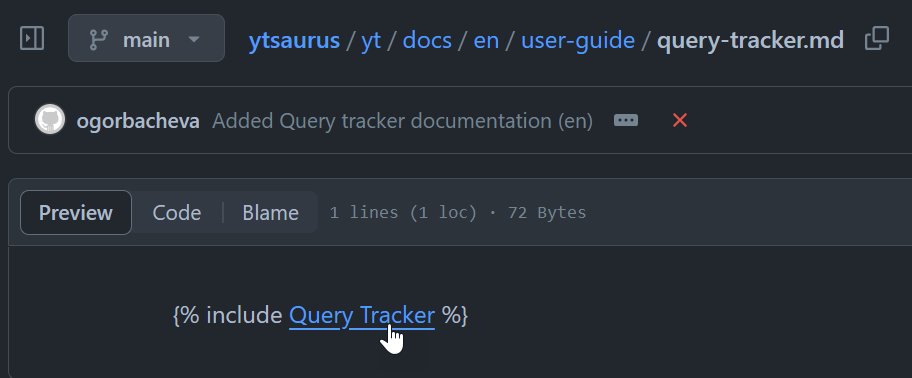 main ytsaurus / yt / docs / en / user-guide / query-tracker.md
ogorbacheva Added Query tracker documentation (en)
Preview Code Blame 1 lines (1 loc) · 72 Bytes
{% include Query Tracker %}